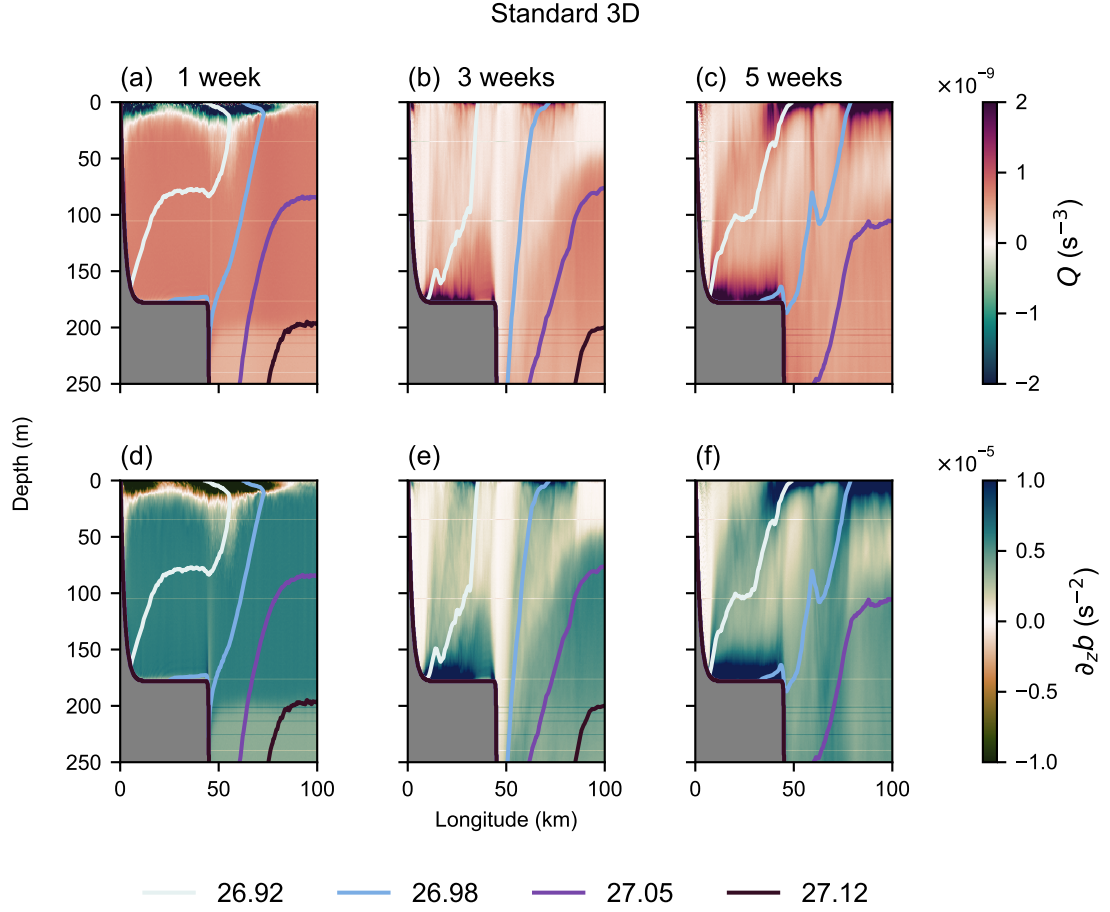 Standard 3D
(a) 1 week
(b) 3 weeks
(c) 5 weeks
×10⁻⁹
0
50
100
150
200
250
2
1
0
−1
−2
Q (s⁻³)
Depth (m)
(d)
(e)
(f)
×10⁻⁵
0
50
100
150
200
250
1.0
0.5
0.0
−0.5
−1.0
∂zb (s⁻²)
0 50 100
0 50 100
0 50 100
Longitude (km)
26.92 26.98 27.05 27.12